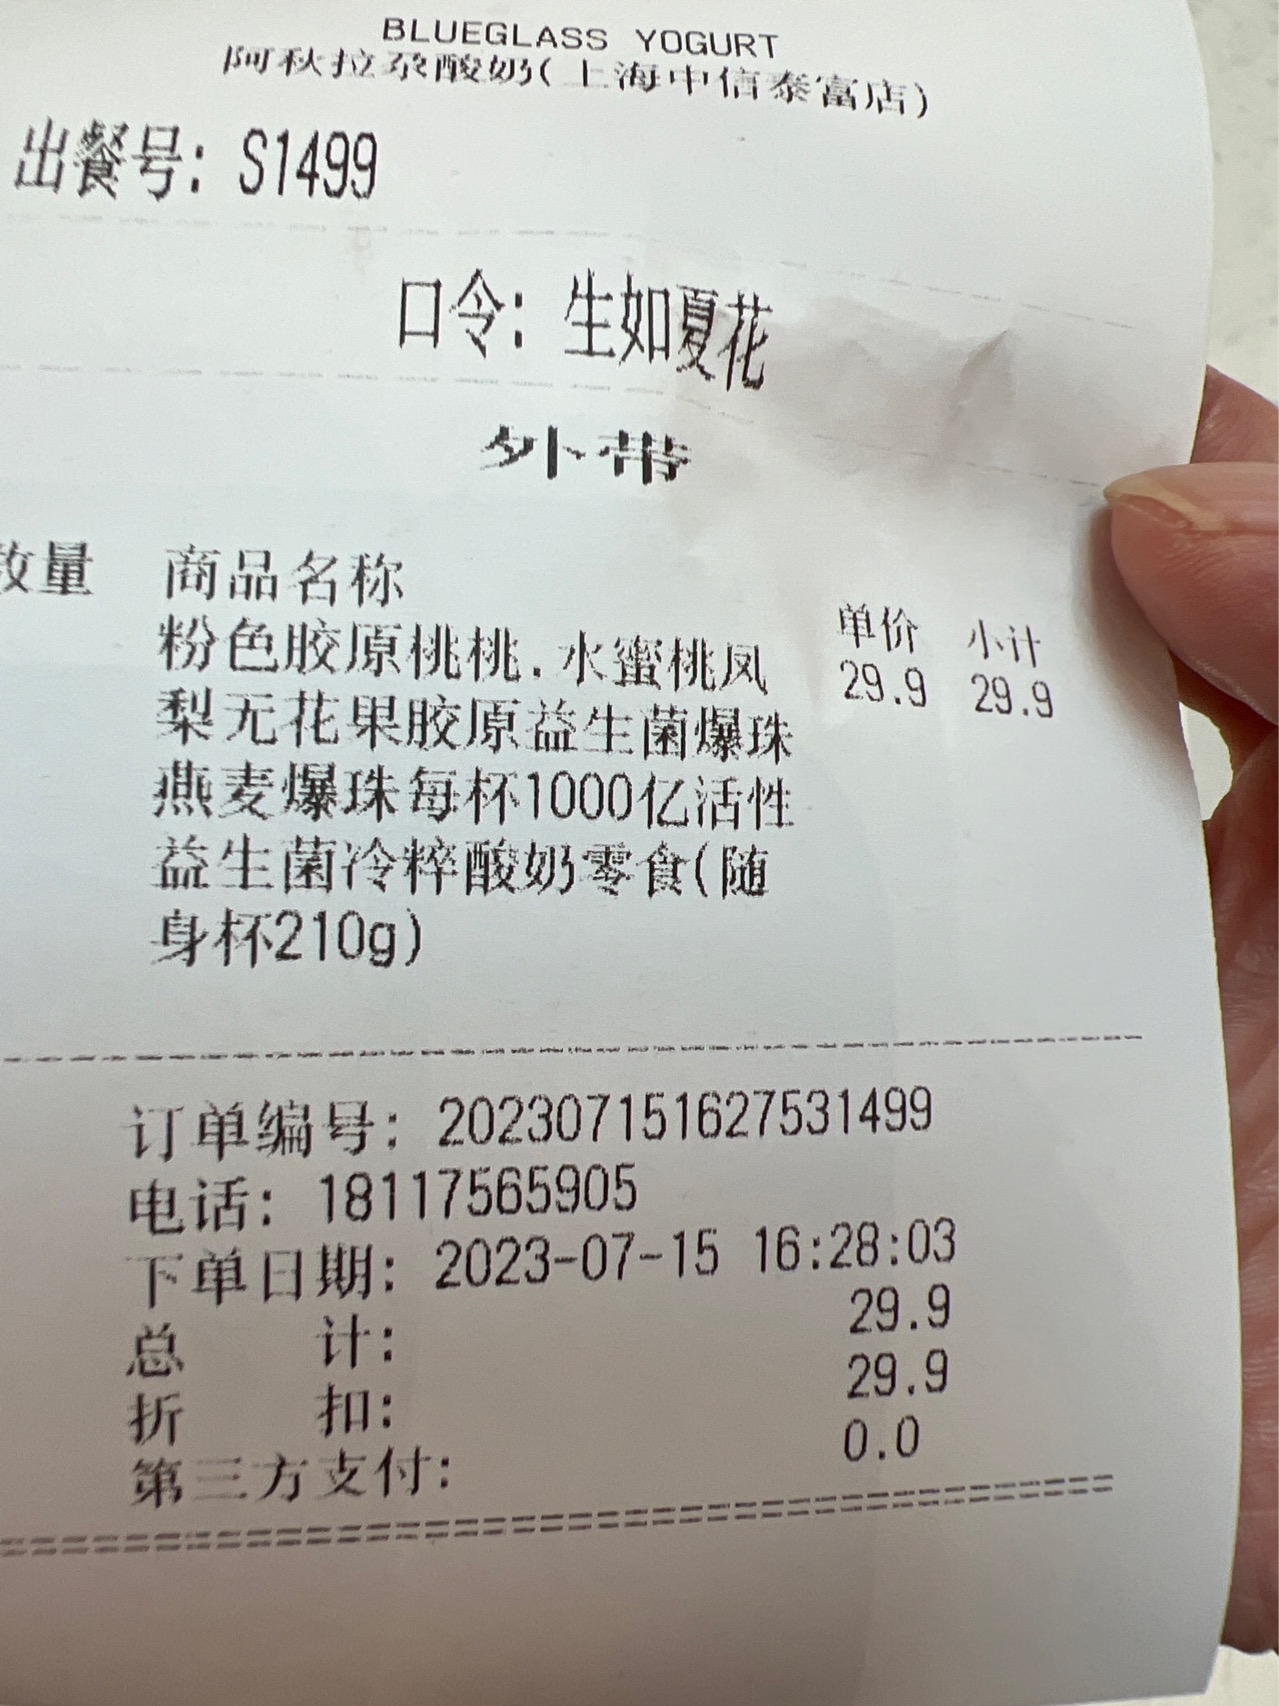 BLUEGLASS YOGURT
阿秋拉尕酸奶(上海中信泰富店)
出餐号: S1499
口令: 生如夏花
外带
数量 商品名称 单价 小计
粉色胶原桃桃.水蜜桃凤 29.9 29.9
梨无花果胶原益生菌爆珠
燕麦爆珠每杯1000亿活性
益生菌冷粹酸奶零食(随
身杯210g)
订单编号: 202307151627531499
电话: 18117565905
下单日期: 2023-07-15 16:28:03
总计: 29.9
折扣: 29.9
第三方支付: 0.0